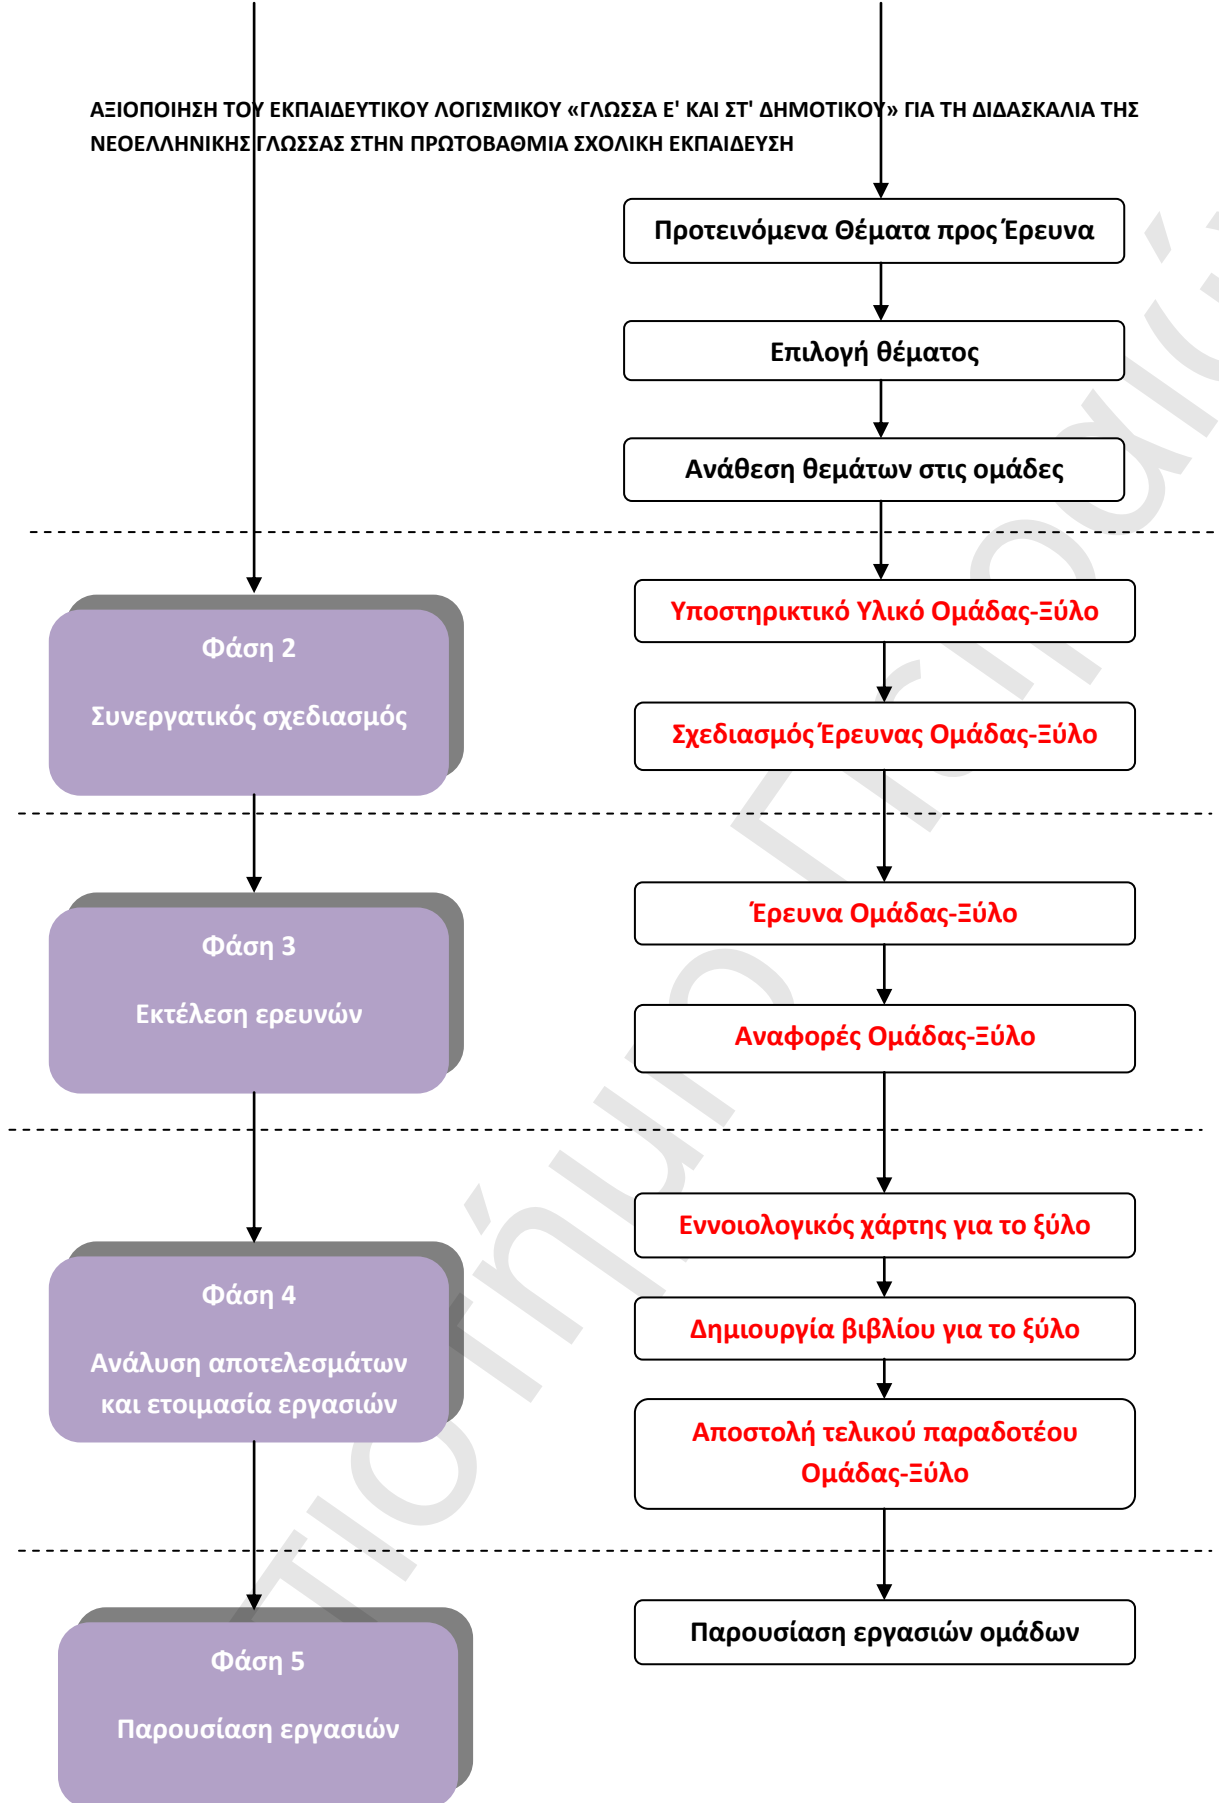 ΑΞΙΟΠΟΙΗΣΗ ΤΟΥ ΕΚΠΑΙΔΕΥΤΙΚΟΥ ΛΟΓΙΣΜΙΚΟΥ «ΓΛΩΣΣΑ Ε' ΚΑΙ ΣΤ' ΔΗΜΟΤΙΚΟΥ» ΓΙΑ ΤΗ ΔΙΔΑΣΚΑΛΙΑ ΤΗΣ
ΝΕΟΕΛΛΗΝΙΚΗΣ ΓΛΩΣΣΑΣ ΣΤΗΝ ΠΡΩΤΟΒΑΘΜΙΑ ΣΧΟΛΙΚΗ ΕΚΠΑΙΔΕΥΣΗ
Προτεινόμενα Θέματα προς Έρευνα
Επιλογή θέματος
Ανάθεση θεμάτων στις ομάδες
Φάση 2
Συνεργατικός σχεδιασμός
Υποστηρικτικό Υλικό Ομάδας-Ξύλο
Σχεδιασμός Έρευνας Ομάδας-Ξύλο
Φάση 3
Εκτέλεση ερευνών
Έρευνα Ομάδας-Ξύλο
Αναφορές Ομάδας-Ξύλο
Φάση 4
Ανάλυση αποτελεσμάτων
και ετοιμασία εργασιών
Εννοιολογικός χάρτης για το ξύλο
Δημιουργία βιβλίου για το ξύλο
Αποστολή τελικού παραδοτέου
Ομάδας-Ξύλο
Φάση 5
Παρουσίαση εργασιών
Παρουσίαση εργασιών ομάδων